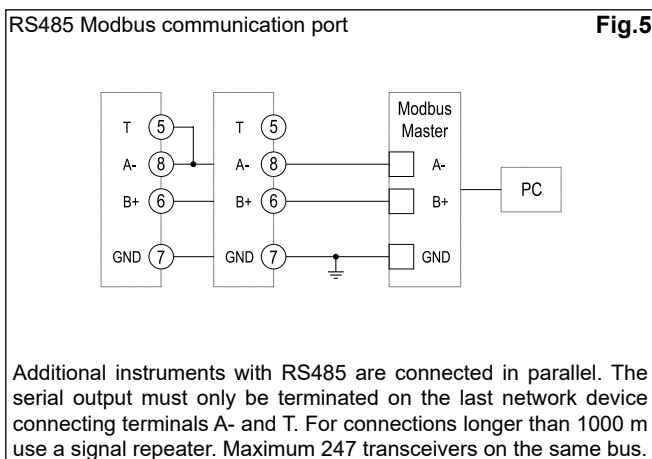 RS485 Modbus communication port Fig.5
Modbus
Master
T 5 T 5
A- 8 A- 8 A-
B+ 6 B+ 6 B+
PC
GND 7 GND 7 GND
Additional instruments with RS485 are connected in parallel. The
serial output must only be terminated on the last network device
connecting terminals A- and T. For connections longer than 1000 m
use a signal repeater. Maximum 247 transceivers on the same bus.